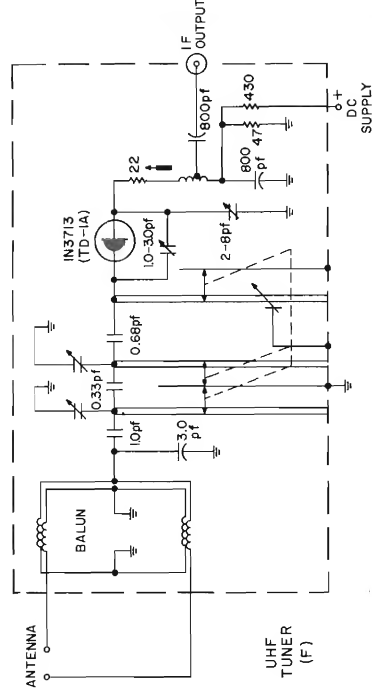 ANTENNA
BALUN
UHF
TUNER
(F)
1.0pf
3.0
pf
0.33pf
0.68pf
1N3713
(TD-1A)
1.0-3.0pf
2-8pf
22
800pf
IF
OUTPUT
800
pf
47
430
+
DC
SUPPLY